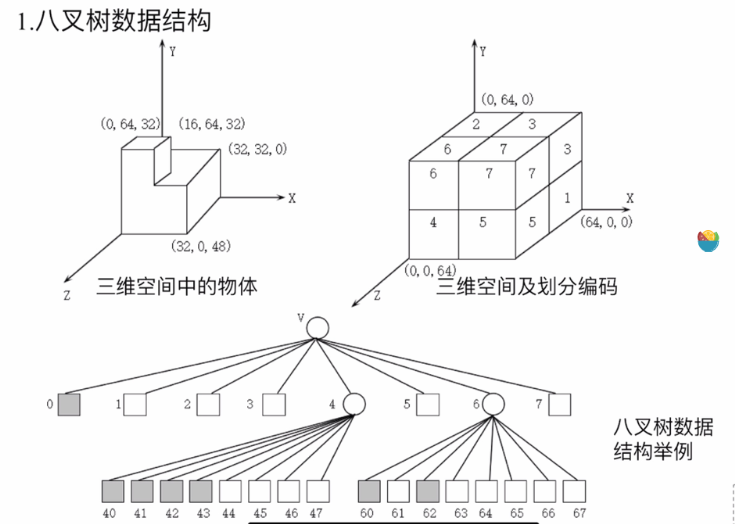 1.八叉树数据结构
Y
(0,64,32)
(16,64,32)
(32,32,0)
X
(32,0,48)
Z
三维空间中的物体
Y
(0,64,0)
2
3
6
7
3
6
7
7
1
4
5
5
X
(64,0,0)
(0,0,64)
Z
三维空间及划分编码
V
0
1
2
3
4
5
6
7
八叉树数据
结构举例
40 41 42 43 44 45 46 47
60 61 62 63 64 65 66 67